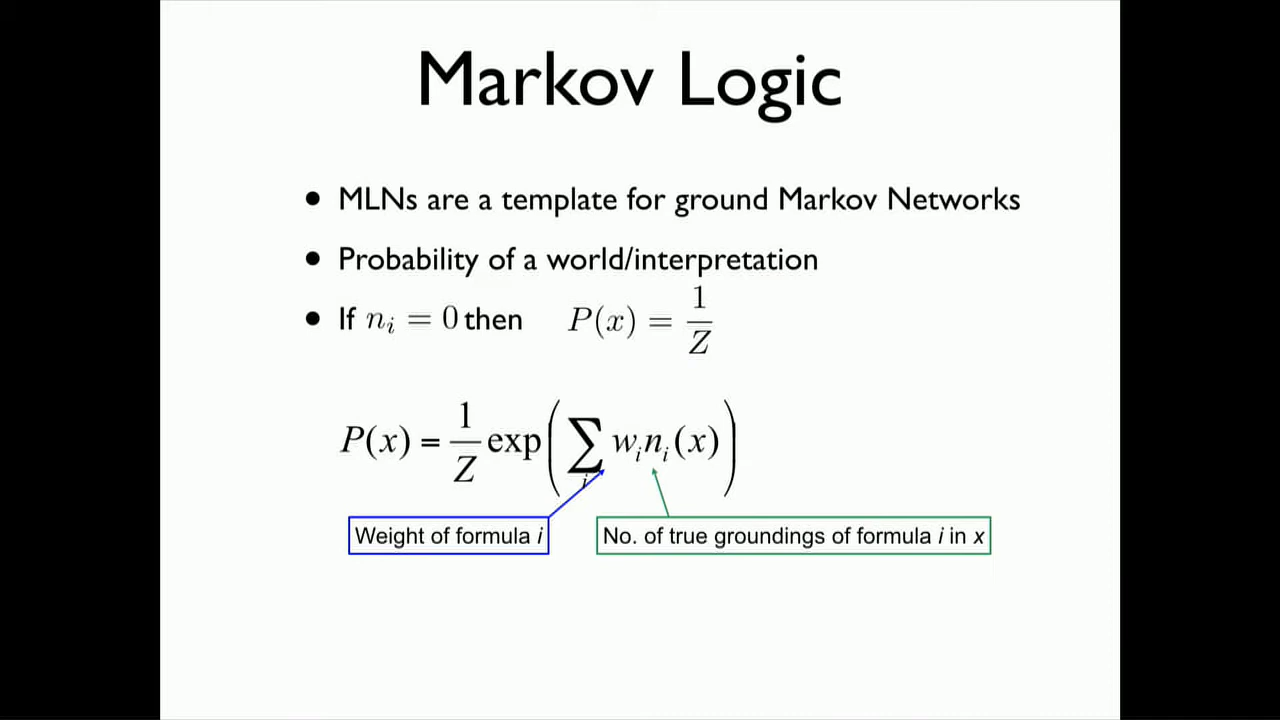 Markov Logic
• MLNs are a template for ground Markov Networks
• Probability of a world/interpretation
• If n_i = 0 then P(x) = 1/Z
P(x) = 1/Z exp(∑_i w_i n_i(x))
Weight of formula i
No. of true groundings of formula i in x